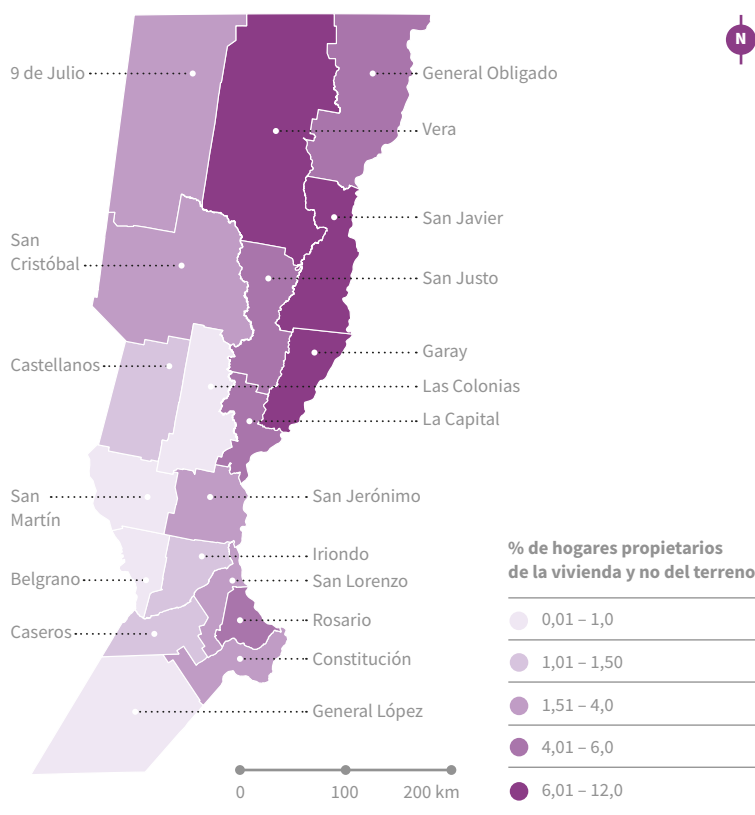 N
9 de Julio
General Obligado
Vera
San Javier
San
Cristóbal
San Justo
Garay
Castellanos
Las Colonias
La Capital
San
Martín
San Jerónimo
Iriondo
Belgrano
San Lorenzo
Rosario
Caseros
Constitución
General López
% de hogares propietarios
de la vivienda y no del terreno
0,01 – 1,0
1,01 – 1,50
1,51 – 4,0
4,01 – 6,0
6,01 – 12,0
0 100 200 km